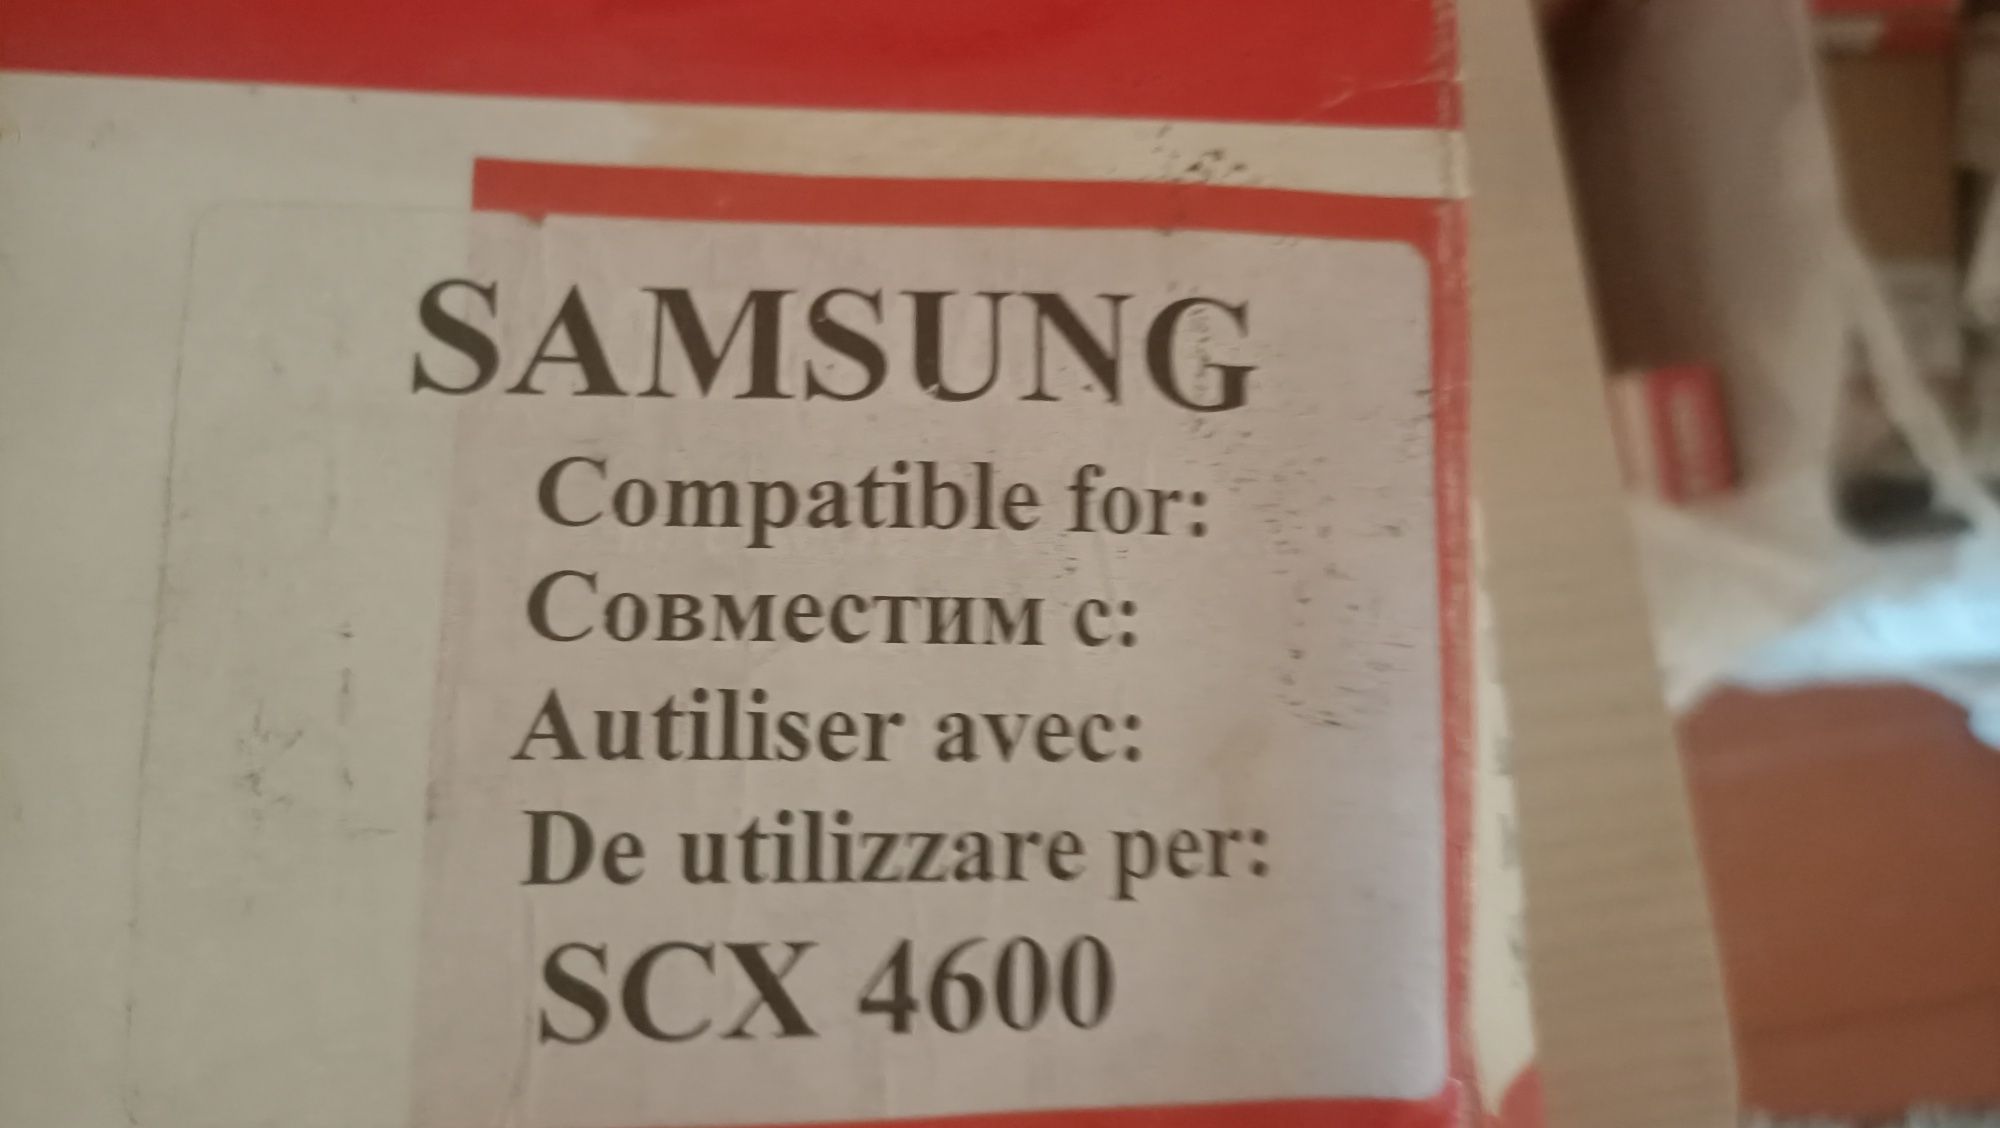 SAMSUNG
Compatible for:
Совместим с:
Autiliser avec:
De utilizzare per:
SCX 4600